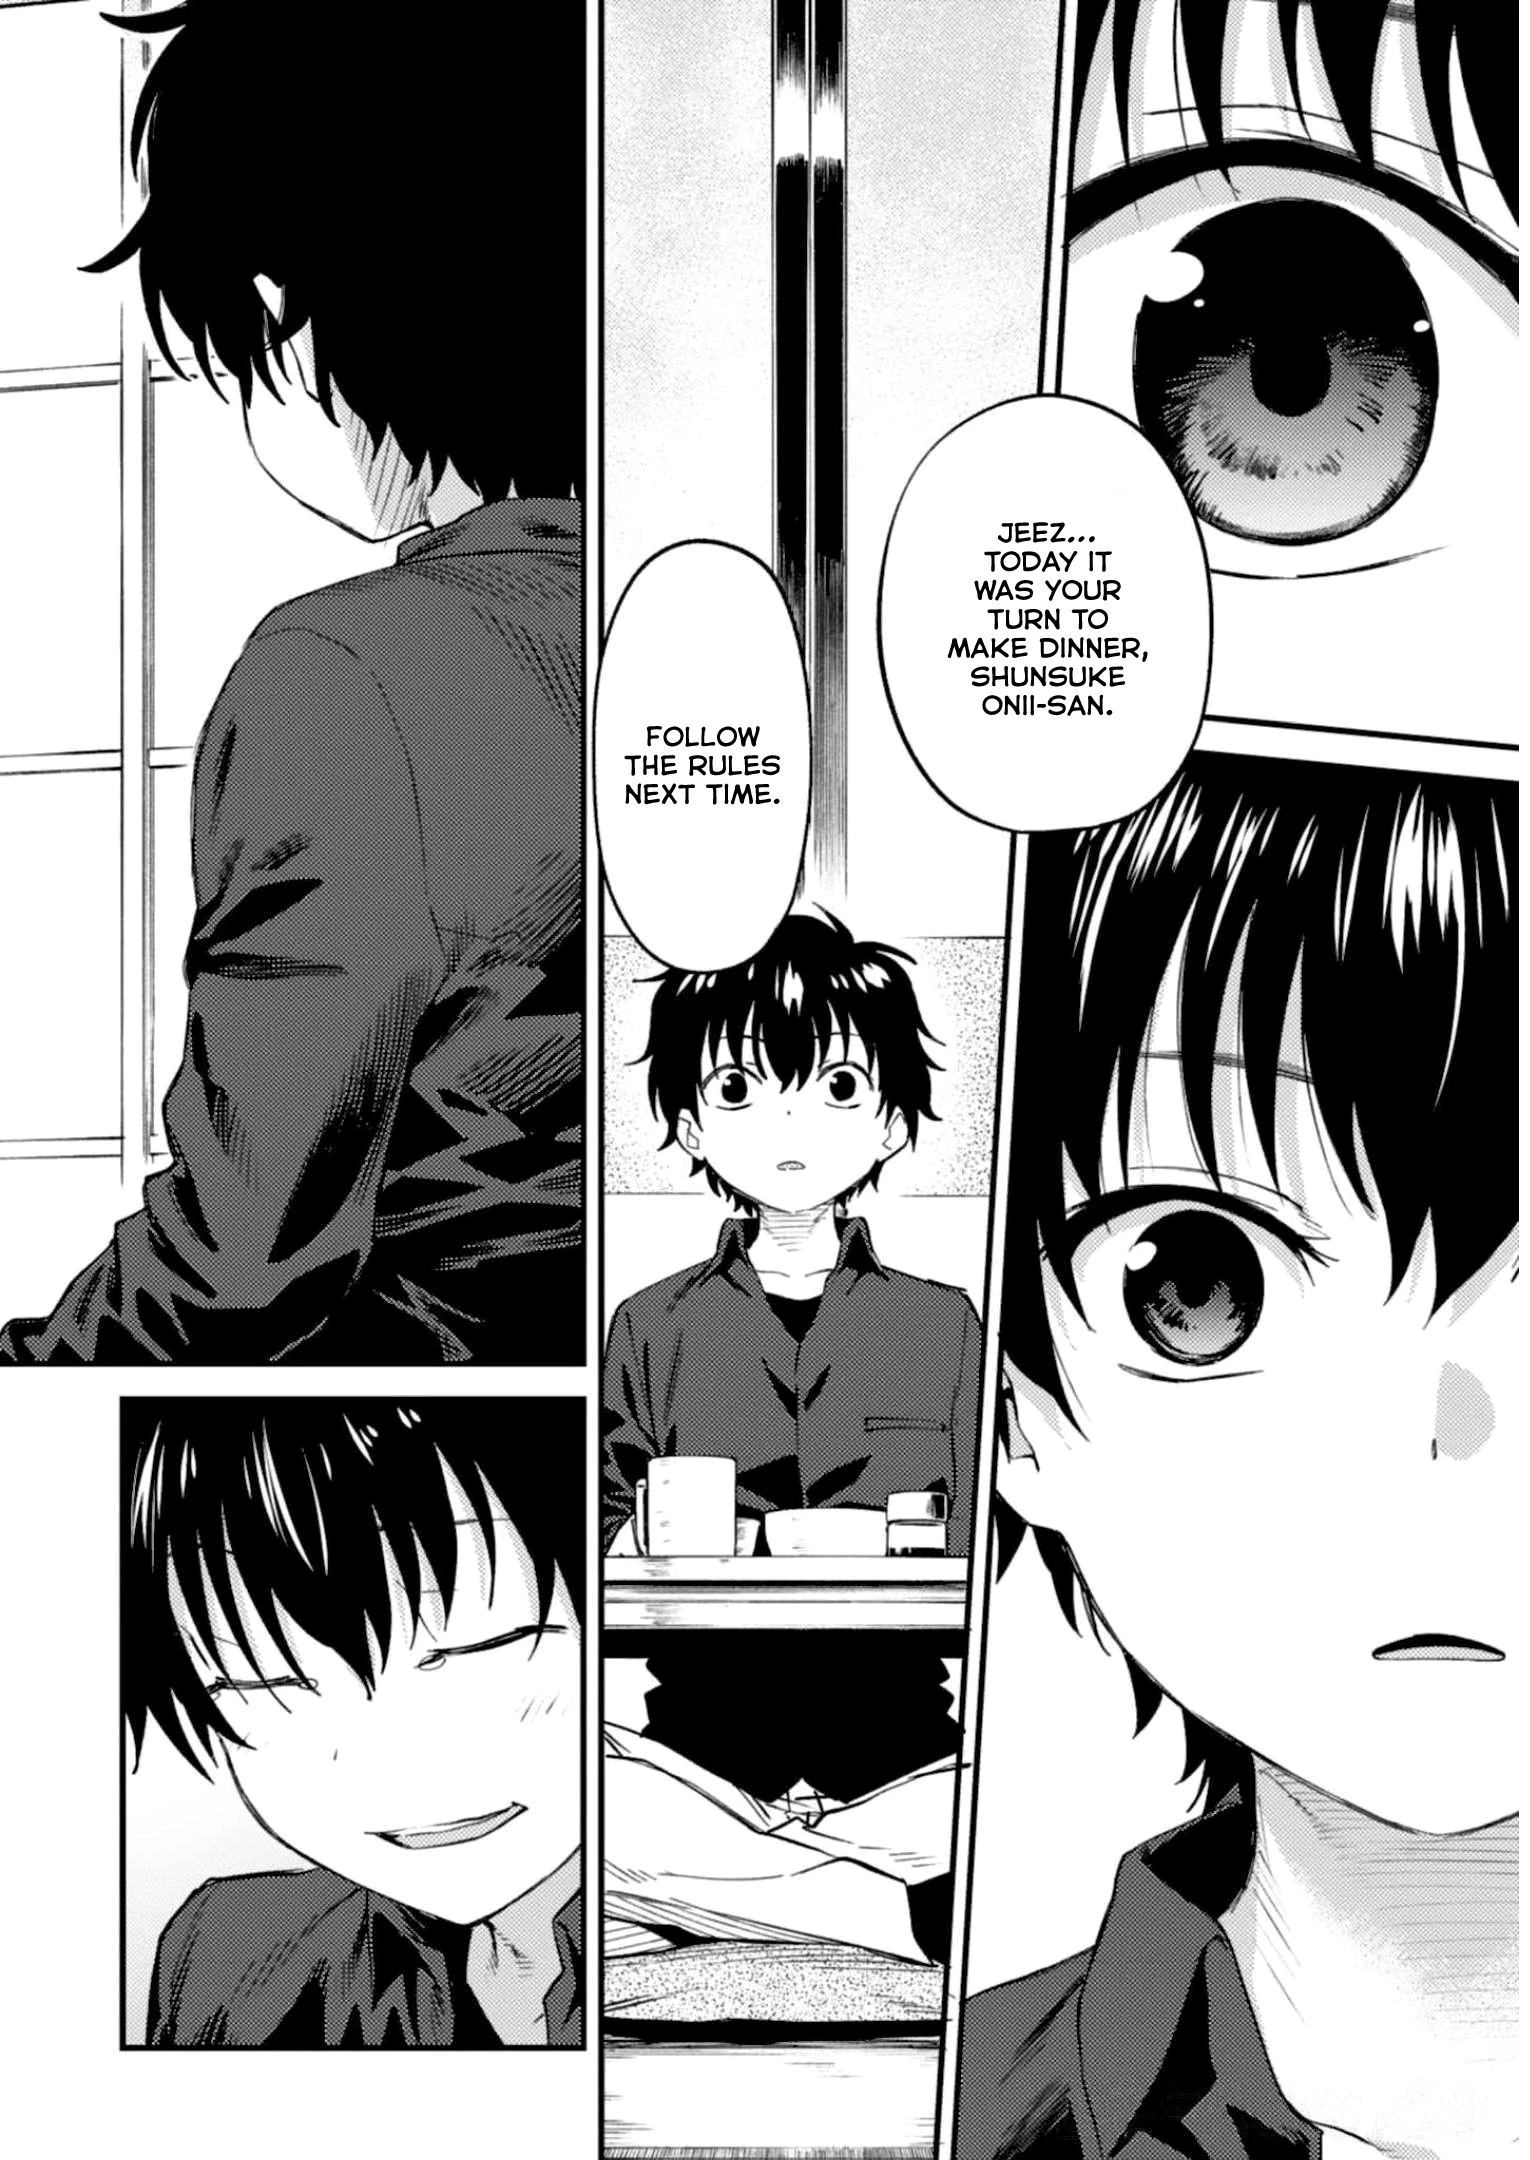 JEEZ...
TODAY IT
WAS YOUR
TURN TO
MAKE DINNER,
SHUNSUKE
ONII-SAN.
FOLLOW
THE RULES
NEXT TIME.